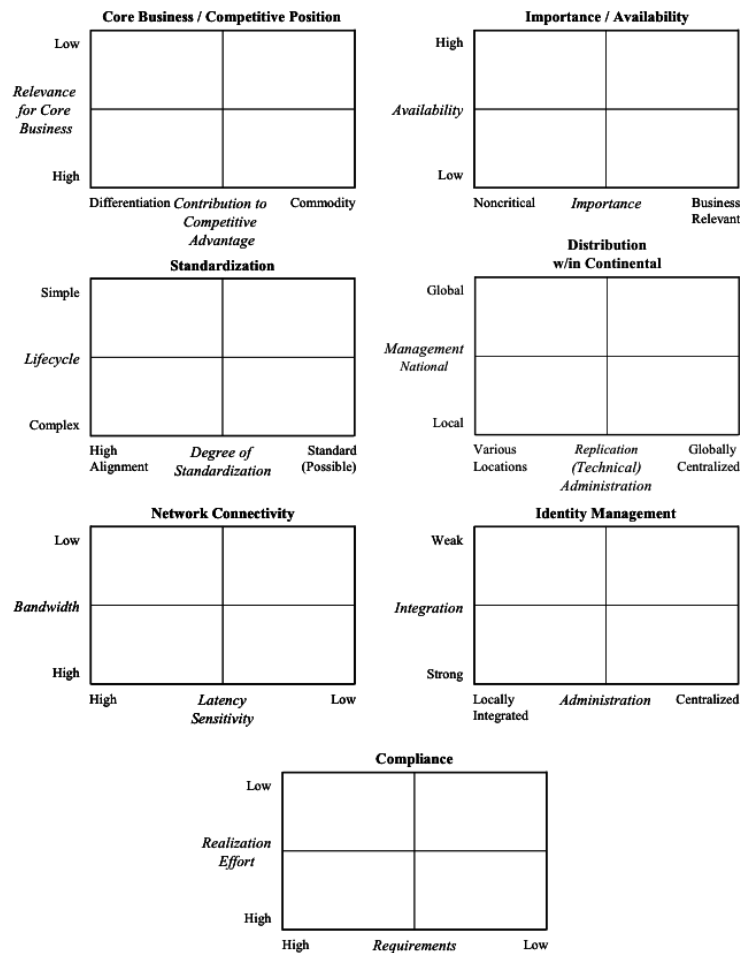 Core Business / Competitive Position
Low
Relevance
for Core
Business
High
Differentiation
Contribution to
Competitive
Advantage
Commodity
Importance / Availability
High
Availability
Low
Noncritical
Importance
Business
Relevant
Standardization
Simple
Lifecycle
Complex
High
Alignment
Degree of
Standardization
Standard
(Possible)
Distribution
w/in Continental
Global
Management
National
Local
Various
Locations
Replication
(Technical)
Administration
Globally
Centralized
Network Connectivity
Low
Bandwidth
High
High
Latency
Sensitivity
Low
Identity Management
Weak
Integration
Strong
Locally
Integrated
Administration
Centralized
Compliance
Low
Realization
Effort
High
High
Requirements
Low